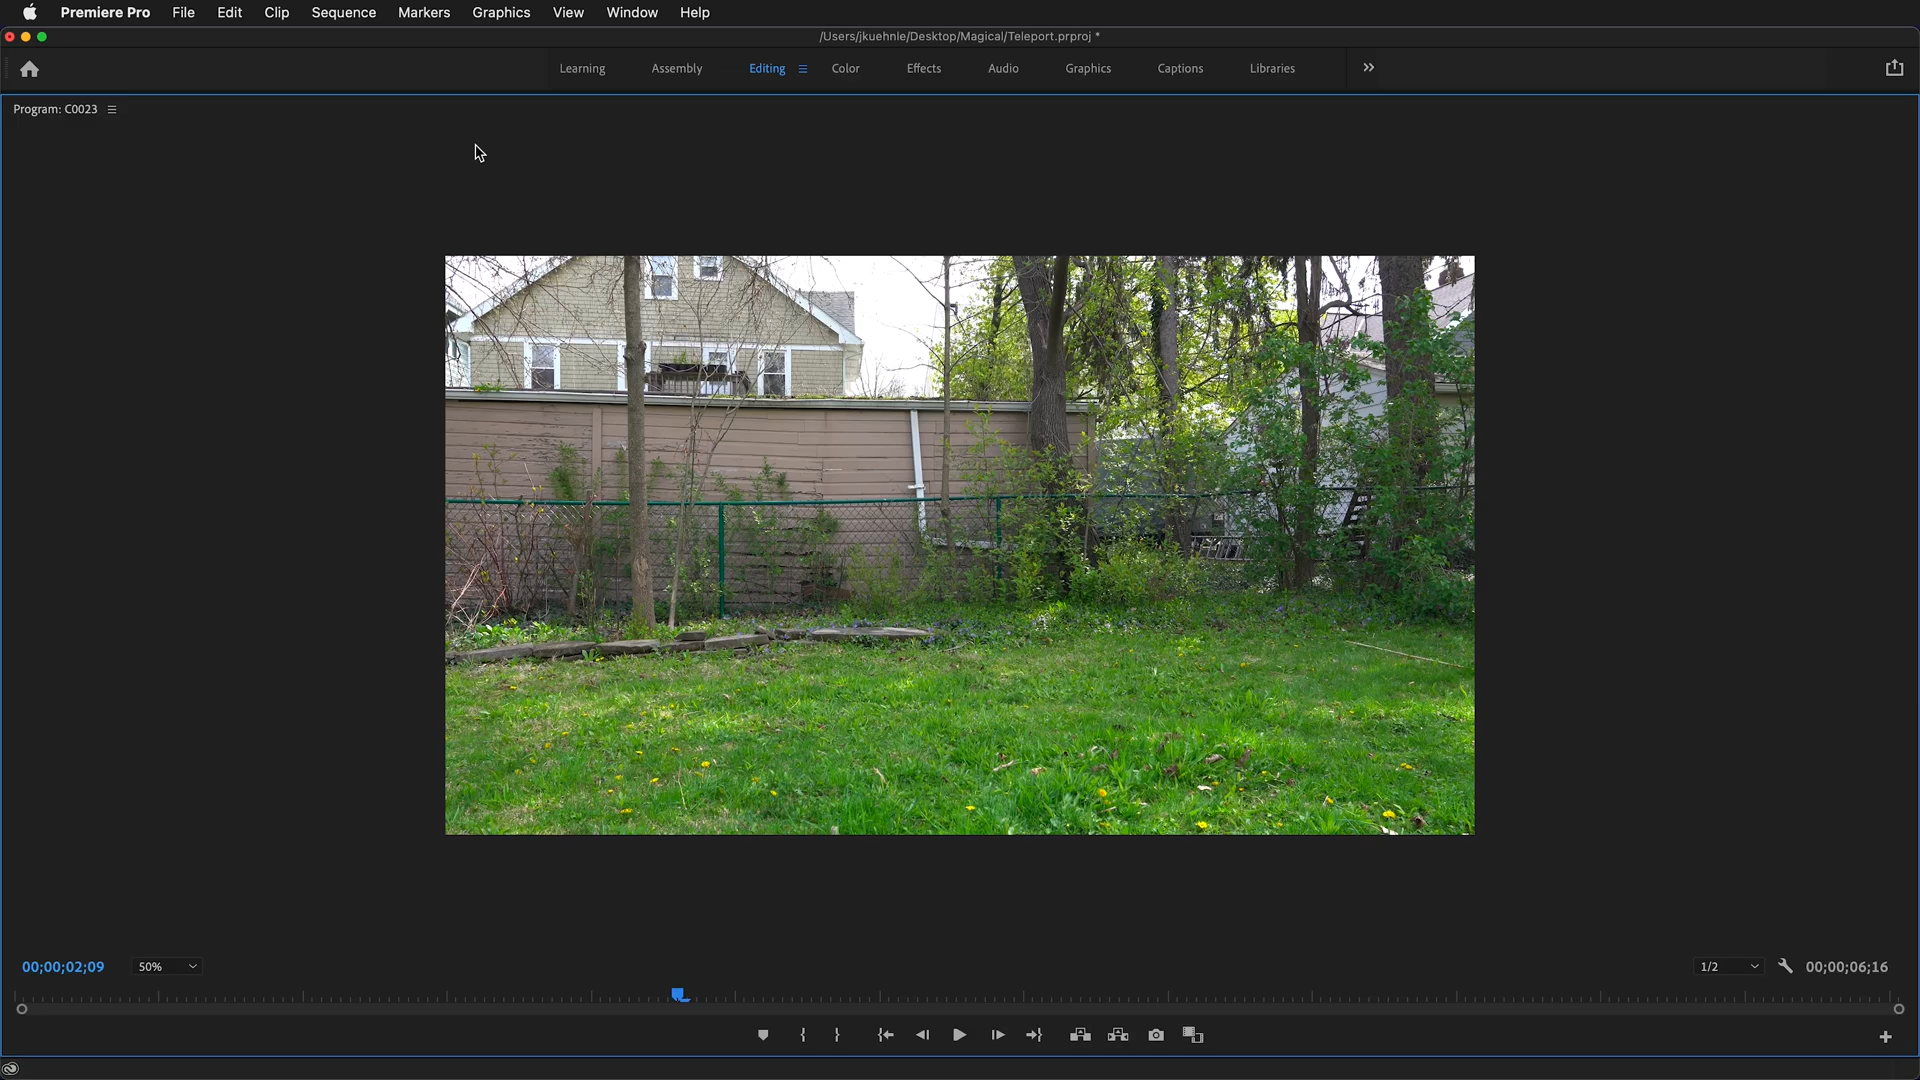 Premiere Pro File Edit Clip Sequence Markers Graphics View Window Help
/Users/jkuehnle/Desktop/Magical/Teleport.prproj *
Learning Assembly Editing Color Effects Audio Graphics Captions Libraries
Program: C0023
00;00;02;09 50% 1/2 00;00;06;16